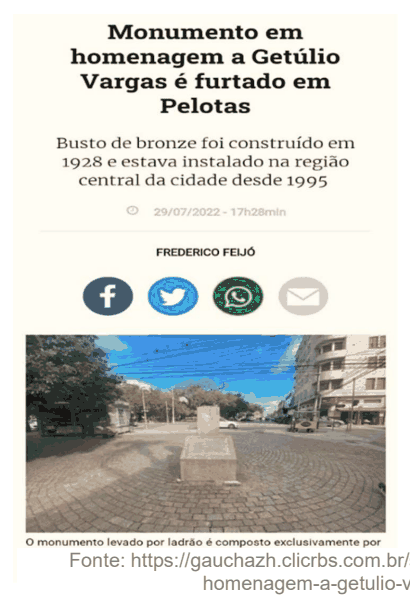 Monumento em
homenagem a Getúlio
Vargas é furtado em
Pelotas
Busto de bronze foi construído em
1928 e estava instalado na região
central da cidade desde 1995
29/07/2022 - 17h28min
FREDERICO FEIJÓ
O monumento levado por ladrão é composto exclusivamente por
Fonte: https://gauchazh.clicrbs.com.br/
homenagem-a-getulio-v